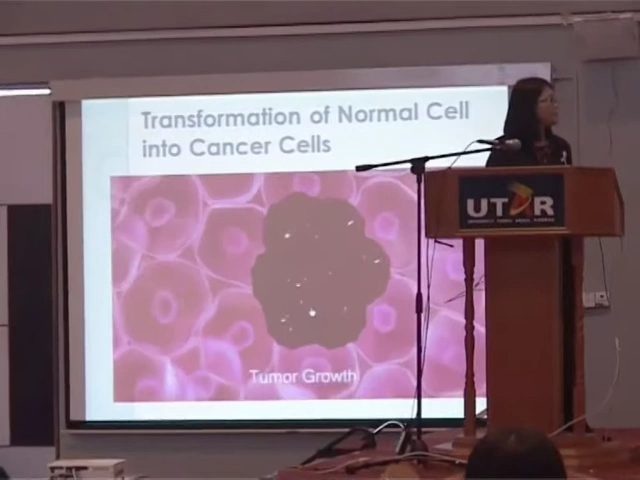 Transformation of Normal Cell
into Cancer Cells
Tumor Growth
UTAR